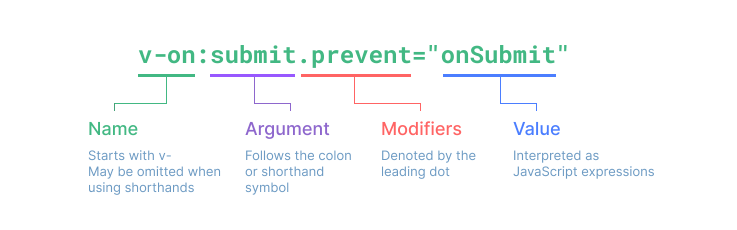 v-on:submit.prevent="onSubmit"
Name
Starts with v-
May be omitted when
using shorthands
Argument
Follows the colon
or shorthand
symbol
Modifiers
Denoted by the
leading dot
Value
Interpreted as
JavaScript expressions